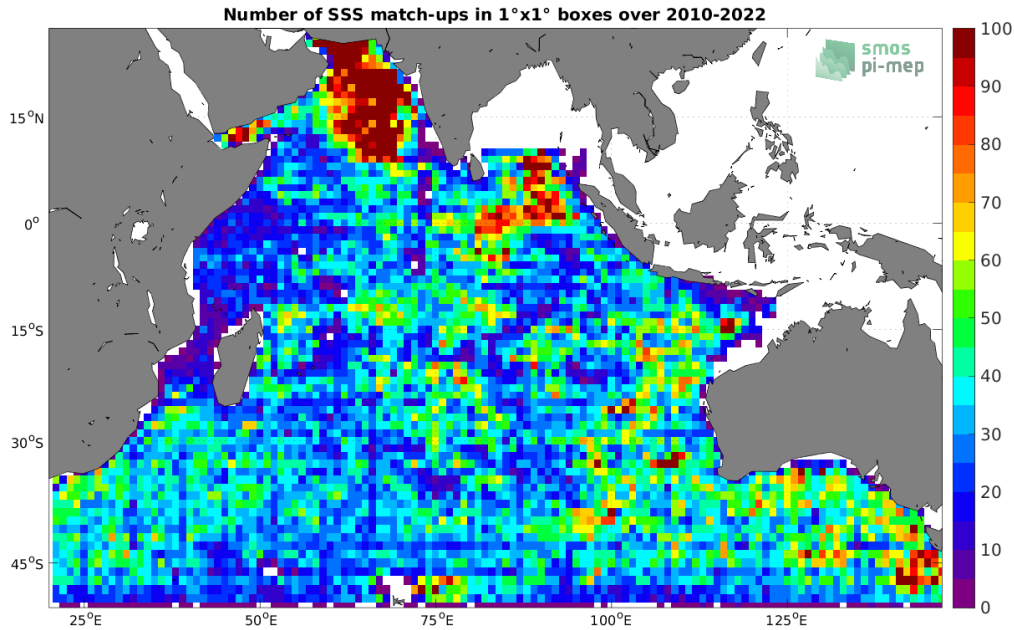 Number of SSS match-ups in 1°x1° boxes over 2010-2022
smos
pi-mep
15°N
0°
15°S
30°S
45°S
25°E
50°E
75°E
100°E
125°E
100
90
80
70
60
50
40
30
20
10
0